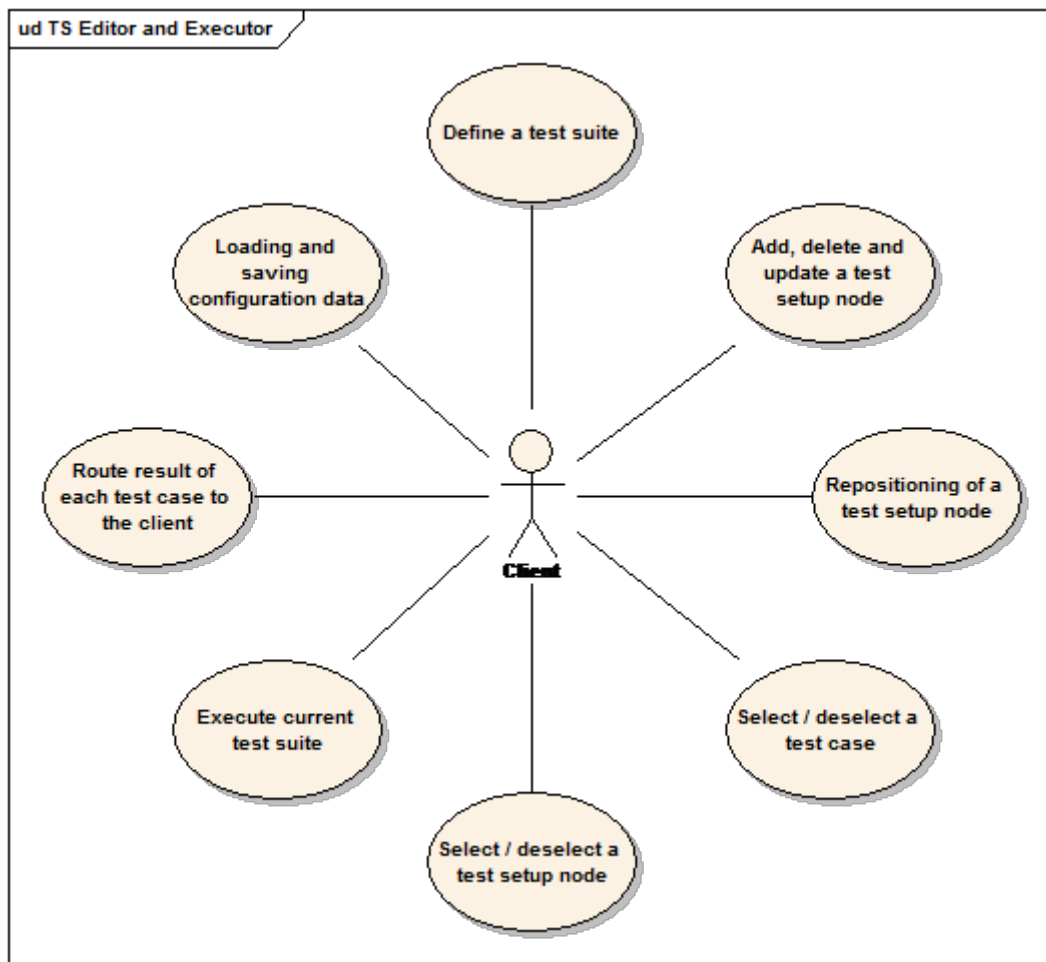 ud TS Editor and Executor
Define a test suite
Loading and
saving
configuration data
Add, delete and
update a test
setup node
Route result of
each test case to
the client
Repositioning of a
test setup node
Client
Execute current
test suite
Select / deselect a
test case
Select / deselect a
test setup node